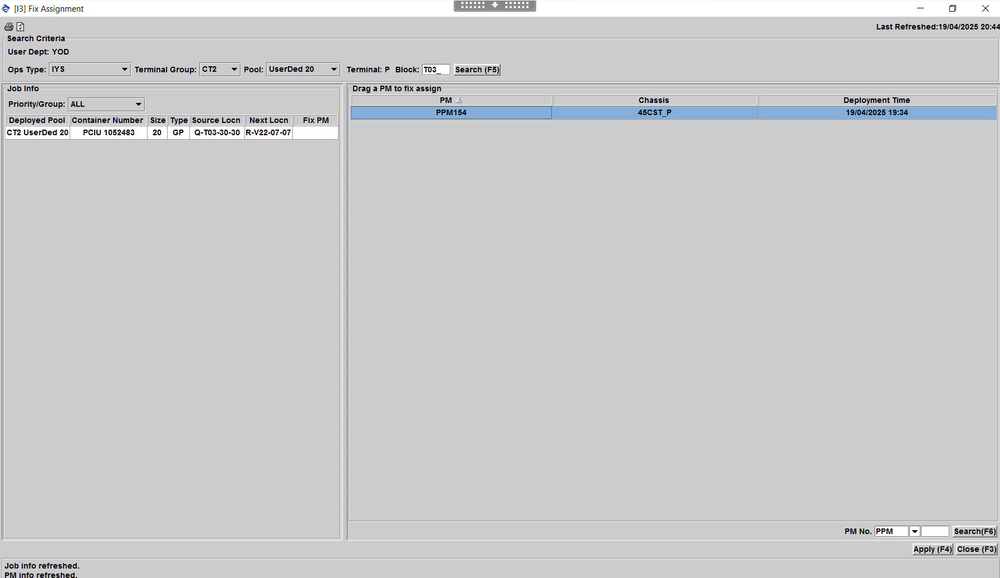 [I3] Fix Assignment
Last Refreshed:19/04/2025 20:44
Search Criteria
User Dept: YOD
Ops Type: IYS Terminal Group: CT2 Pool: UserDed 20 Terminal: P Block: T03_ Search (F5)
Job Info
Priority/Group: ALL
Deployed Pool Container Number Size Type Source Locn Next Locn Fix PM
CT2 UserDed 20 PCIU 1052483 20 GP Q-T03-30-30 R-V22-07-07
Drag a PM to fix assign
PM Chassis Deployment Time
PPM154 45CST_P 19/04/2025 19:34
PM No. PPM Search(F6)
Apply (F4) Close (F3)
Job info refreshed.
PM info refreshed.